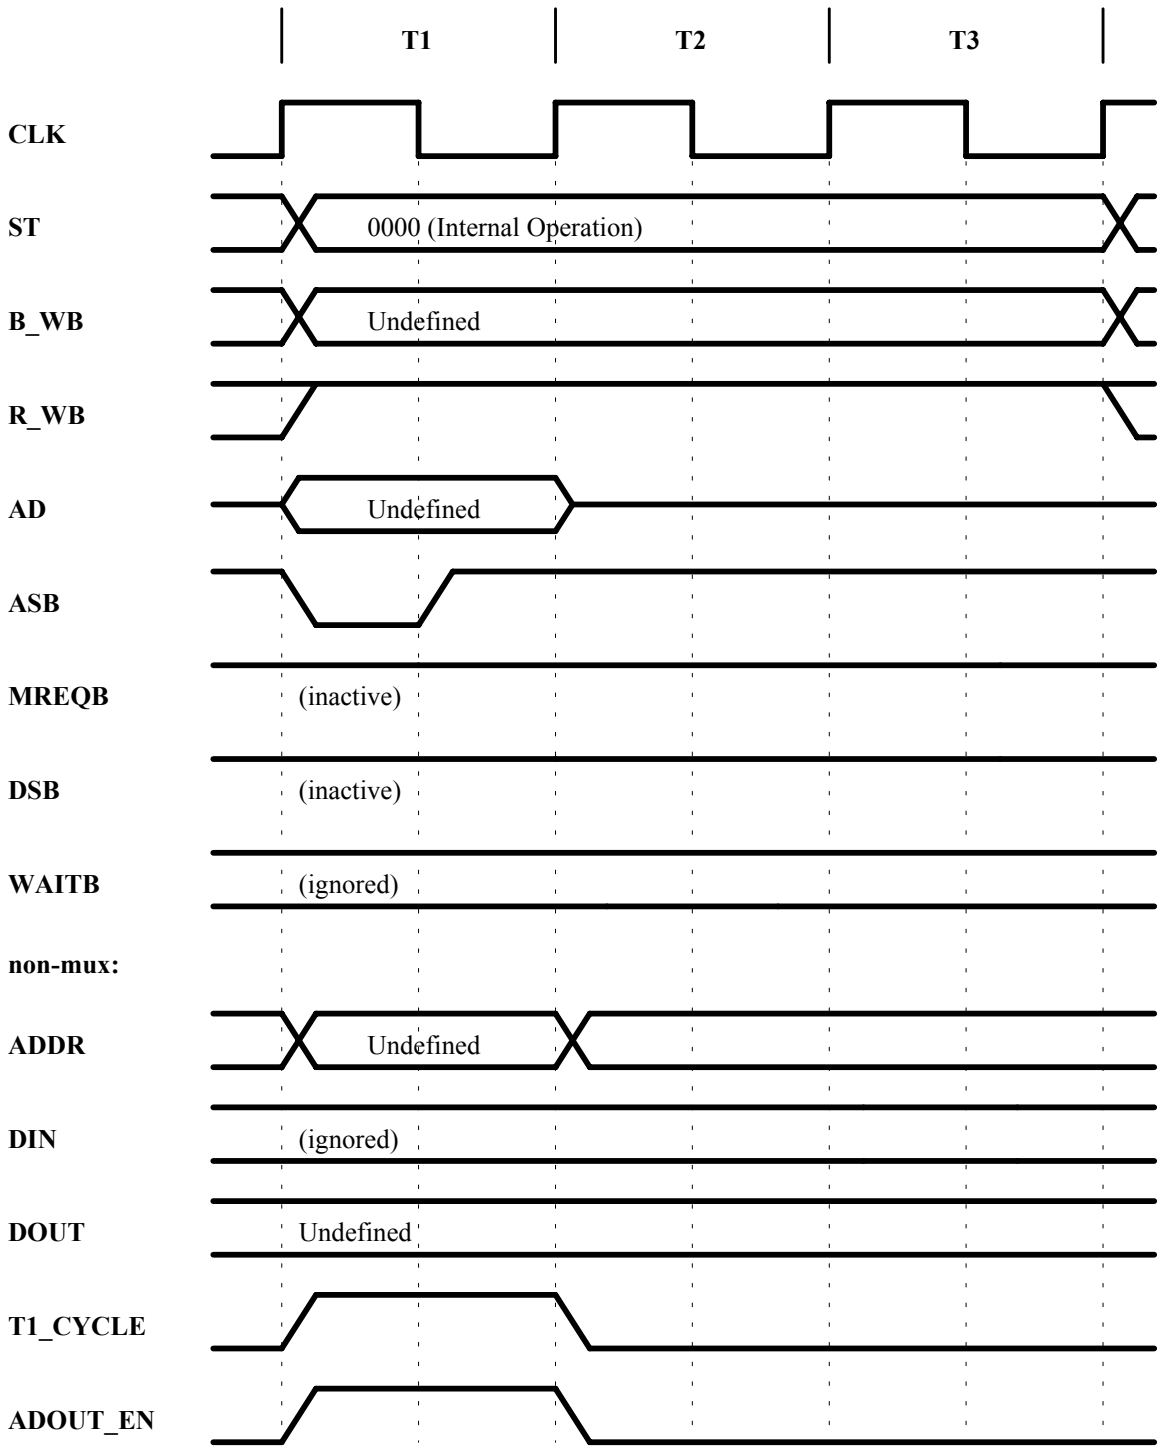 T1 T2 T3
CLK
ST 0000 (Internal Operation)
B_WB Undefined
R_WB
AD Undefined
ASB
MREQB (inactive)
DSB (inactive)
WAITB (ignored)
non-mux:
ADDR Undefined
DIN (ignored)
DOUT Undefined
T1_CYCLE
ADOUT_EN